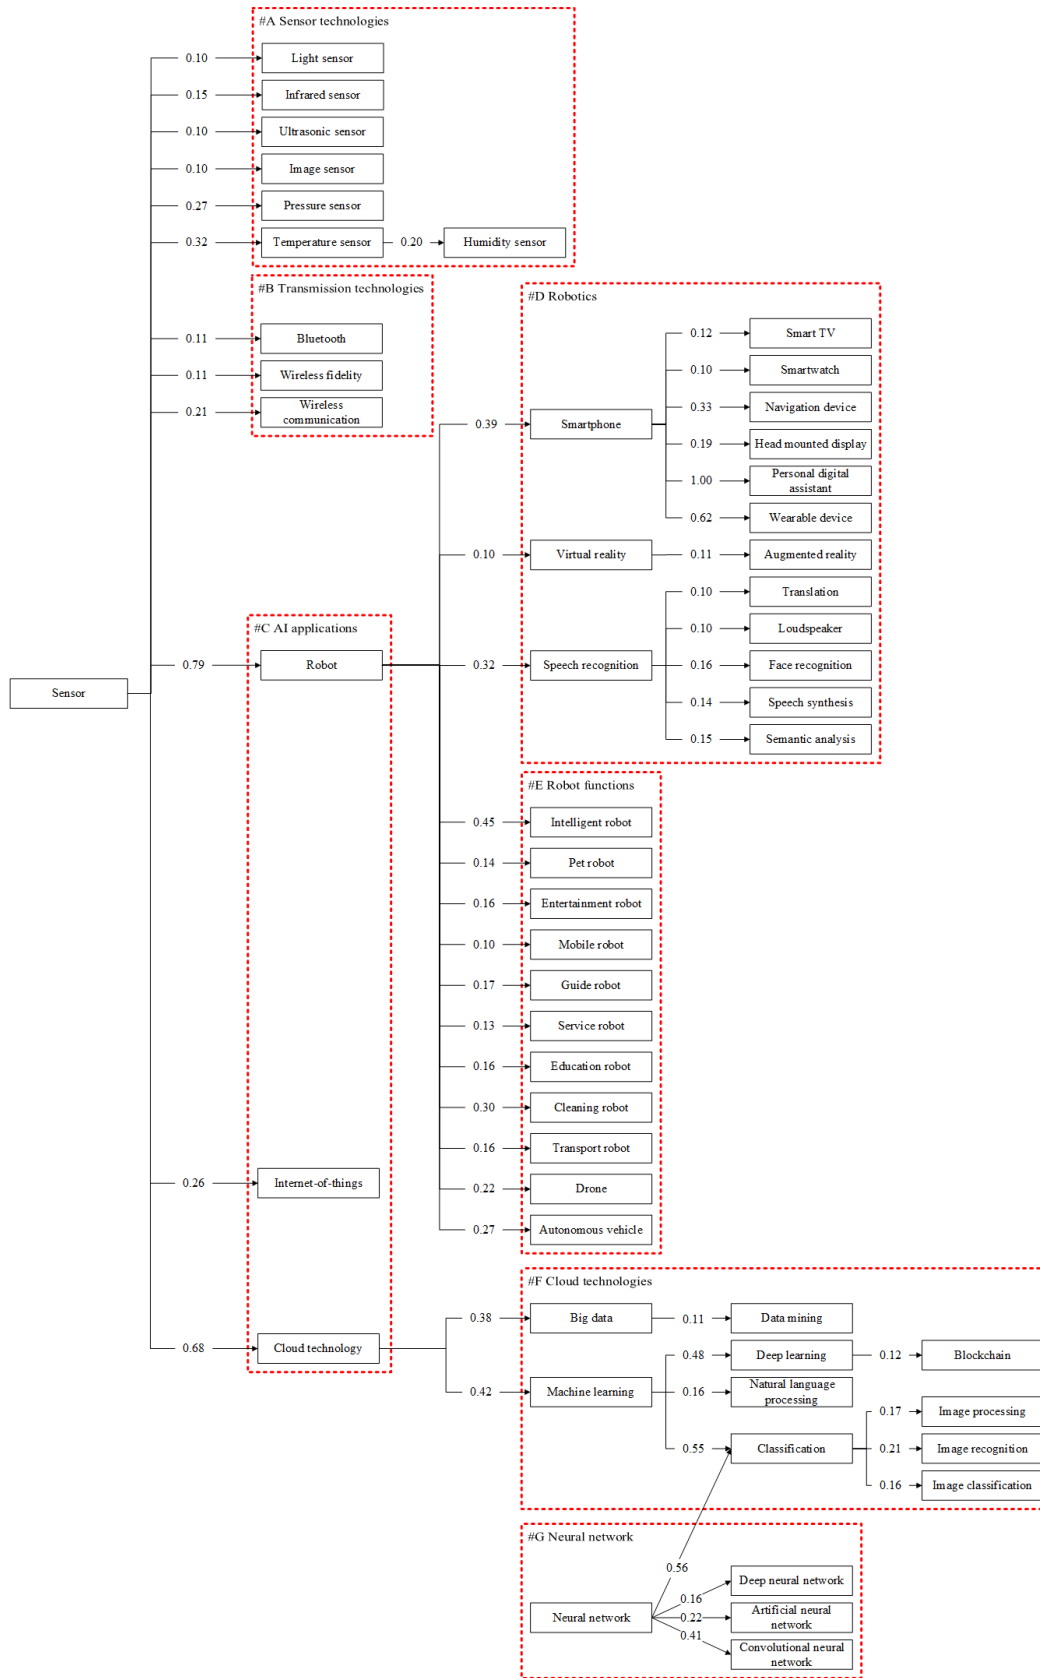 #A Sensor technologies
0.10
Light sensor
0.15
Infrared sensor
0.10
Ultrasonic sensor
0.10
Image sensor
0.27
Pressure sensor
0.32
Temperature sensor
0.20
Humidity sensor
#B Transmission technologies
0.11
Bluetooth
0.11
Wireless fidelity
0.21
Wireless
communication
#D Robotics
0.39
Smartphone
0.12
Smart TV
0.10
Smartwatch
0.33
Navigation device
0.19
Head mounted display
1.00
Personal digital
assistant
0.62
Wearable device
0.10
Virtual reality
0.11
Augmented reality
0.32
Speech recognition
0.10
Translation
0.10
Loudspeaker
0.16
Face recognition
0.14
Speech synthesis
0.15
Semantic analysis
#C AI applications
0.79
Robot
Sensor
#E Robot functions
0.45
Intelligent robot
0.14
Pet robot
0.16
Entertainment robot
0.10
Mobile robot
0.17
Guide robot
0.13
Service robot
0.16
Education robot
0.30
Cleaning robot
0.16
Transport robot
0.22
Drone
0.27
Autonomous vehicle
0.26
Internet-of-things
0.68
Cloud technology
#F Cloud technologies
0.38
Big data
0.11
Data mining
0.42
Machine learning
0.48
Deep learning
0.12
Blockchain
0.16
Natural language
processing
0.55
Classification
0.17
Image processing
0.21
Image recognition
0.16
Image classification
#G Neural network
0.56
Neural network
0.16
Deep neural network
0.22
Artificial neural
network
0.41
Convolutional neural
network